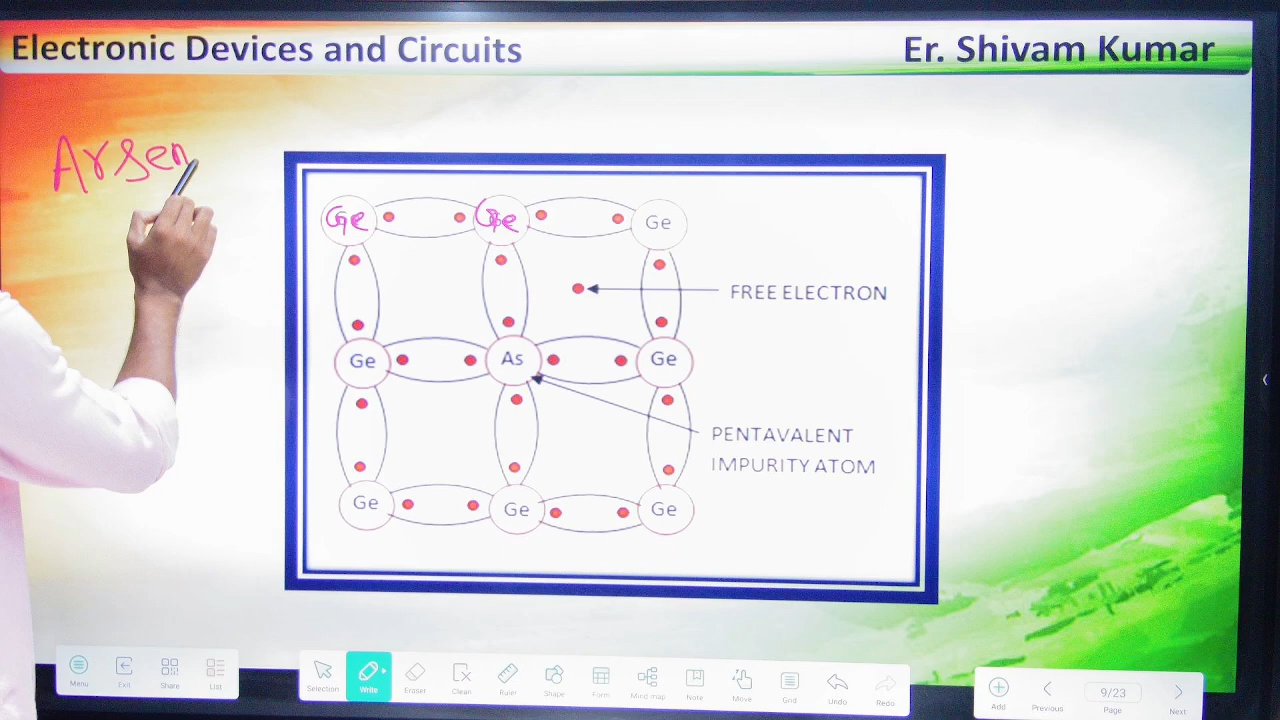 Electronic Devices and Circuits
Er. Shivam Kumar
Arsen
Ge Ge Ge
FREE ELECTRON
Ge As Ge
PENTAVALENT
IMPURITY ATOM
Ge Ge Ge
Menu Exit Share List
Selection Write Eraser Clean Ruler Shape Form Mind map Note Move Grid Undo Redo
Add Previous 9/23 Page Next